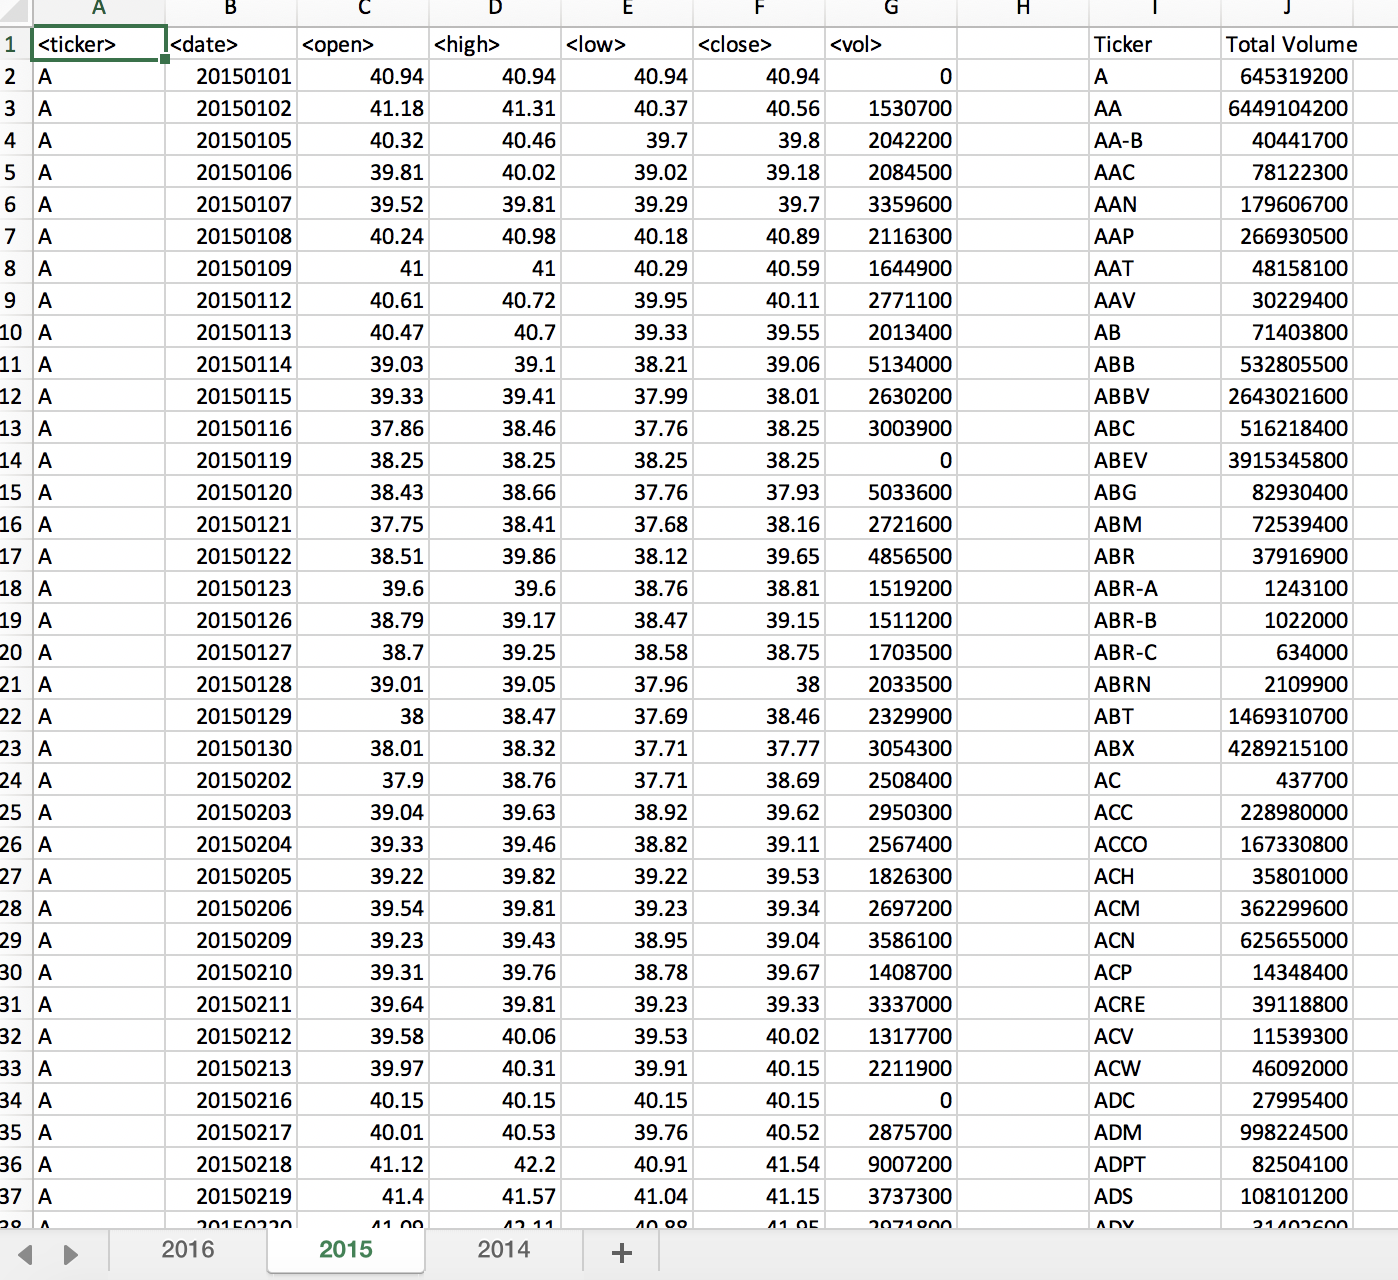 A B C D E F G H I J
1 <ticker> <date> <open> <high> <low> <close> <vol> Ticker Total Volume
2 A 20150101 40.94 40.94 40.94 40.94 0 A 645319200
3 A 20150102 41.18 41.31 40.37 40.56 1530700 AA 6449104200
4 A 20150105 40.32 40.46 39.7 39.8 2042200 AA-B 40441700
5 A 20150106 39.81 40.02 39.02 39.18 2084500 AAC 78122300
6 A 20150107 39.52 39.81 39.29 39.7 3359600 AAN 179606700
7 A 20150108 40.24 40.98 40.18 40.89 2116300 AAP 266930500
8 A 20150109 41 41 40.29 40.59 1644900 AAT 48158100
9 A 20150112 40.61 40.72 39.95 40.11 2771100 AAV 30229400
10 A 20150113 40.47 40.7 39.33 39.55 2013400 AB 71403800
11 A 20150114 39.03 39.1 38.21 39.06 5134000 ABB 532805500
12 A 20150115 39.33 39.41 37.99 38.01 2630200 ABBV 2643021600
13 A 20150116 37.86 38.46 37.76 38.25 3003900 ABC 516218400
14 A 20150119 38.25 38.25 38.25 38.25 0 ABEV 3915345800
15 A 20150120 38.43 38.66 37.76 37.93 5033600 ABG 82930400
16 A 20150121 37.75 38.41 37.68 38.16 2721600 ABM 72539400
17 A 20150122 38.51 39.86 38.12 39.65 4856500 ABR 37916900
18 A 20150123 39.6 39.6 38.76 38.81 1519200 ABR-A 1243100
19 A 20150126 38.79 39.17 38.47 39.15 1511200 ABR-B 1022000
20 A 20150127 38.7 39.25 38.58 38.75 1703500 ABR-C 634000
21 A 20150128 39.01 39.05 37.96 38 2033500 ABRN 2109900
22 A 20150129 38 38.47 37.69 38.46 2329900 ABT 1469310700
23 A 20150130 38.01 38.32 37.71 37.77 3054300 ABX 4289215100
24 A 20150202 37.9 38.76 37.71 38.69 2508400 AC 437700
25 A 20150203 39.04 39.63 38.92 39.62 2950300 ACC 228980000
26 A 20150204 39.33 39.46 38.82 39.11 2567400 ACCO 167330800
27 A 20150205 39.22 39.82 39.22 39.53 1826300 ACH 35801000
28 A 20150206 39.54 39.81 39.23 39.34 2697200 ACM 362299600
29 A 20150209 39.23 39.43 38.95 39.04 3586100 ACN 625655000
30 A 20150210 39.31 39.76 38.78 39.67 1408700 ACP 14348400
31 A 20150211 39.64 39.81 39.23 39.33 3337000 ACRE 39118800
32 A 20150212 39.58 40.06 39.53 40.02 1317700 ACV 11539300
33 A 20150213 39.97 40.31 39.91 40.15 2211900 ACW 46092000
34 A 20150216 40.15 40.15 40.15 40.15 0 ADC 27995400
35 A 20150217 40.01 40.53 39.76 40.52 2875700 ADM 998224500
36 A 20150218 41.12 42.2 40.91 41.54 9007200 ADPT 82504100
37 A 20150219 41.4 41.57 41.04 41.15 3737300 ADS 108101200
38 A 20150220 41.09 42.11 40.88 41.95 2971800 ADX 31402600
2016 2015 2014